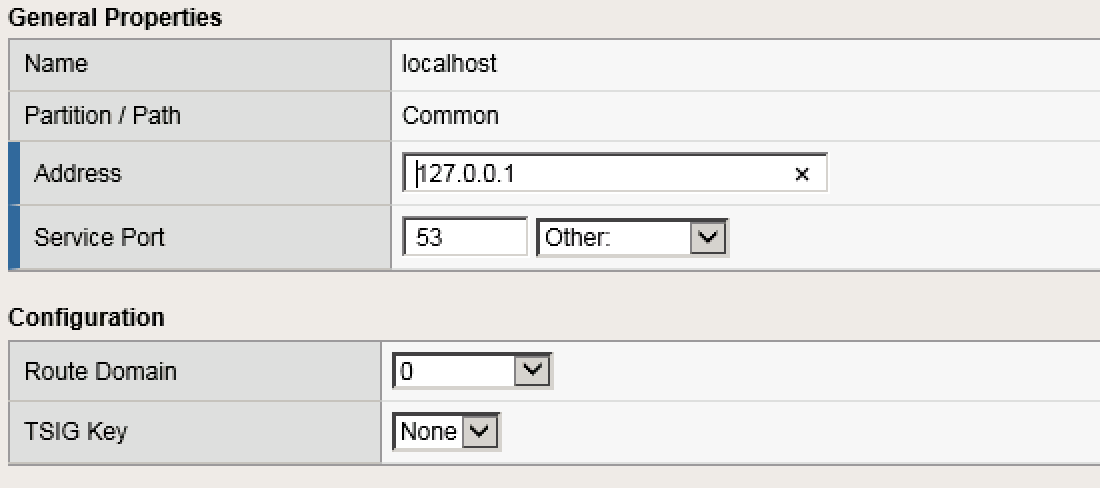 General Properties
Name localhost
Partition / Path Common
Address 127.0.0.1 ×
Service Port 53 Other:
Configuration
Route Domain 0
TSIG Key None